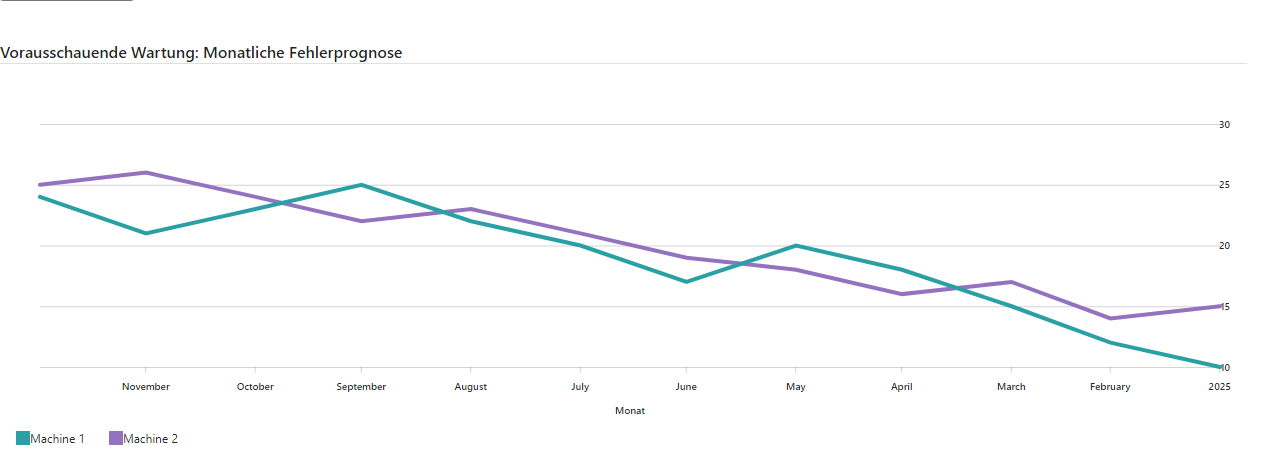 Vorausschauende Wartung: Monatliche Fehlerprognose
30
25
20
15
10
November October September August July June May April March February 2025
Monat
Machine 1 Machine 2